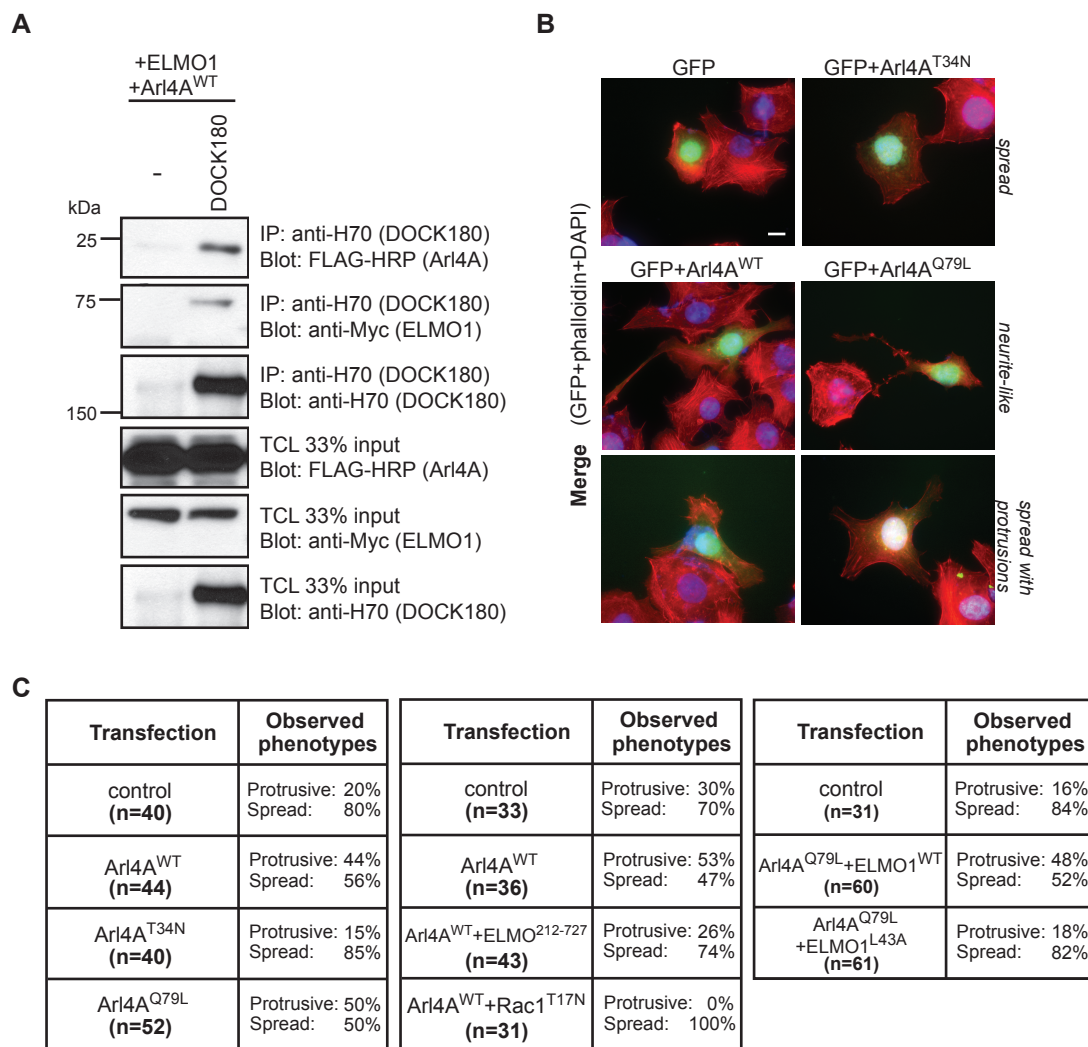 A
+ELMO1
+Arl4A^WT
-
DOCK180
kDa
25
IP: anti-H70 (DOCK180)
Blot: FLAG-HRP (Arl4A)
75
IP: anti-H70 (DOCK180)
Blot: anti-Myc (ELMO1)
IP: anti-H70 (DOCK180)
Blot: anti-H70 (DOCK180)
150
TCL 33% input
Blot: FLAG-HRP (Arl4A)
TCL 33% input
Blot: anti-Myc (ELMO1)
TCL 33% input
Blot: anti-H70 (DOCK180)
B
Merge (GFP+phalloidin+DAPI)
GFP
GFP+Arl4A^T34N
spread
GFP+Arl4A^WT
GFP+Arl4A^Q79L
neurite-like
spread with
protrusions
C
Transfection
Observed
phenotypes
control
(n=40)
Protrusive: 20%
Spread: 80%
Arl4A^WT
(n=44)
Protrusive: 44%
Spread: 56%
Arl4A^T34N
(n=40)
Protrusive: 15%
Spread: 85%
Arl4A^Q79L
(n=52)
Protrusive: 50%
Spread: 50%
Transfection
Observed
phenotypes
control
(n=33)
Protrusive: 30%
Spread: 70%
Arl4A^WT
(n=36)
Protrusive: 53%
Spread: 47%
Arl4A^WT+ELMO^212-727
(n=43)
Protrusive: 26%
Spread: 74%
Arl4A^WT+Rac1^T17N
(n=31)
Protrusive: 0%
Spread: 100%
Transfection
Observed
phenotypes
control
(n=31)
Protrusive: 16%
Spread: 84%
Arl4A^Q79L+ELMO1^WT
(n=60)
Protrusive: 48%
Spread: 52%
Arl4A^Q79L
+ELMO1^L43A
(n=61)
Protrusive: 18%
Spread: 82%